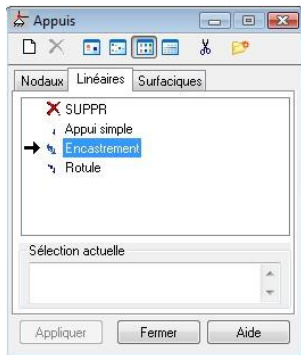 Appuis
Nodaux Linéaires Surfaciques
SUPPR
Appui simple
Encastrement
Rotule
Sélection actuelle
Appliquer Fermer Aide